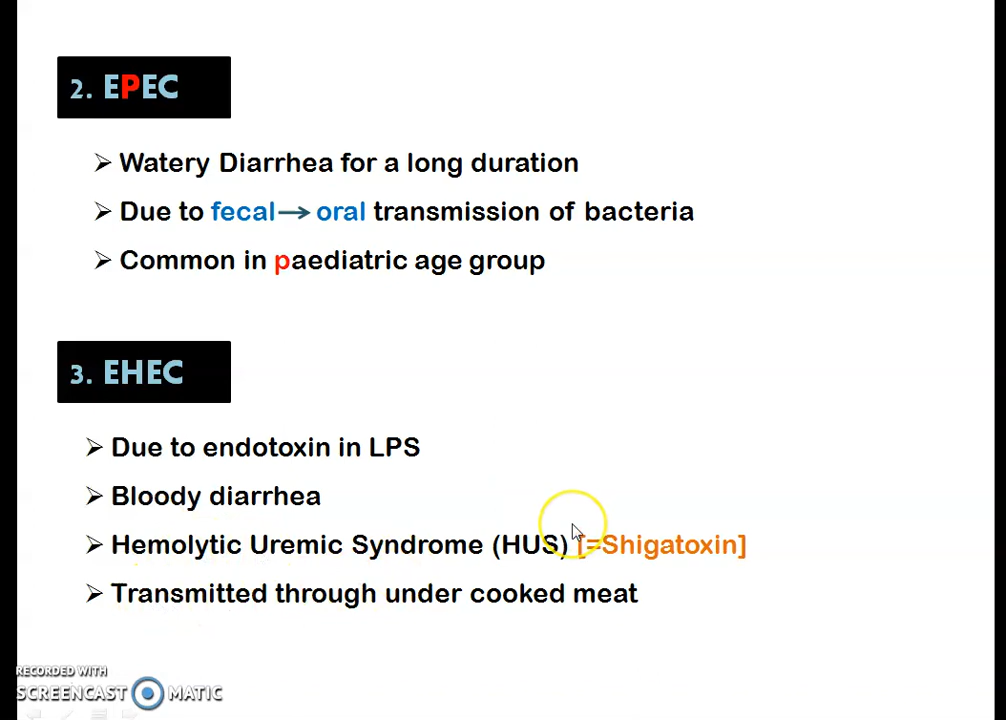 2. EPEC
➢ Watery Diarrhea for a long duration
➢ Due to fecal→oral transmission of bacteria
➢ Common in paediatric age group
3. EHEC
➢ Due to endotoxin in LPS
➢ Bloody diarrhea
➢ Hemolytic Uremic Syndrome (HUS) [=Shigatoxin]
➢ Transmitted through under cooked meat
RECORDED WITH
SCREENCAST MATIC